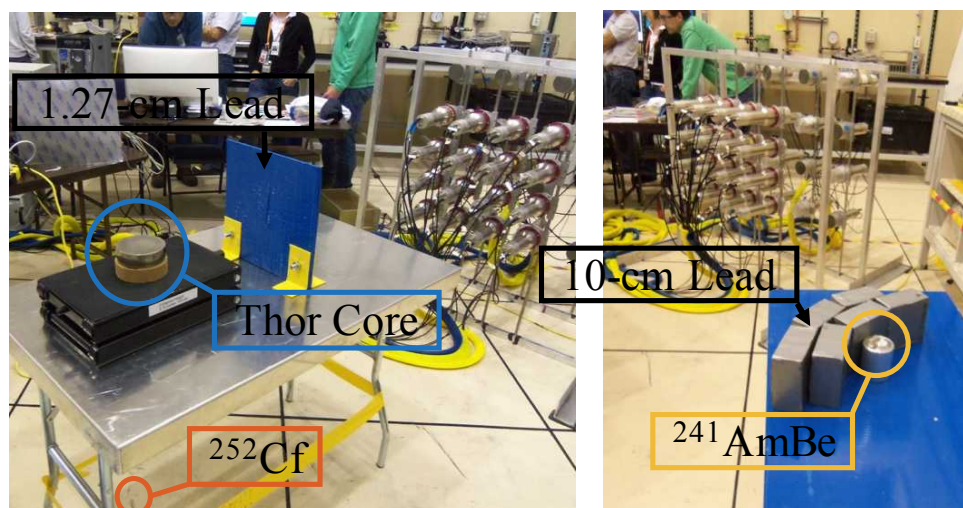 1.27-cm Lead
Thor Core
²⁵²Cf
10-cm Lead
²⁴¹AmBe